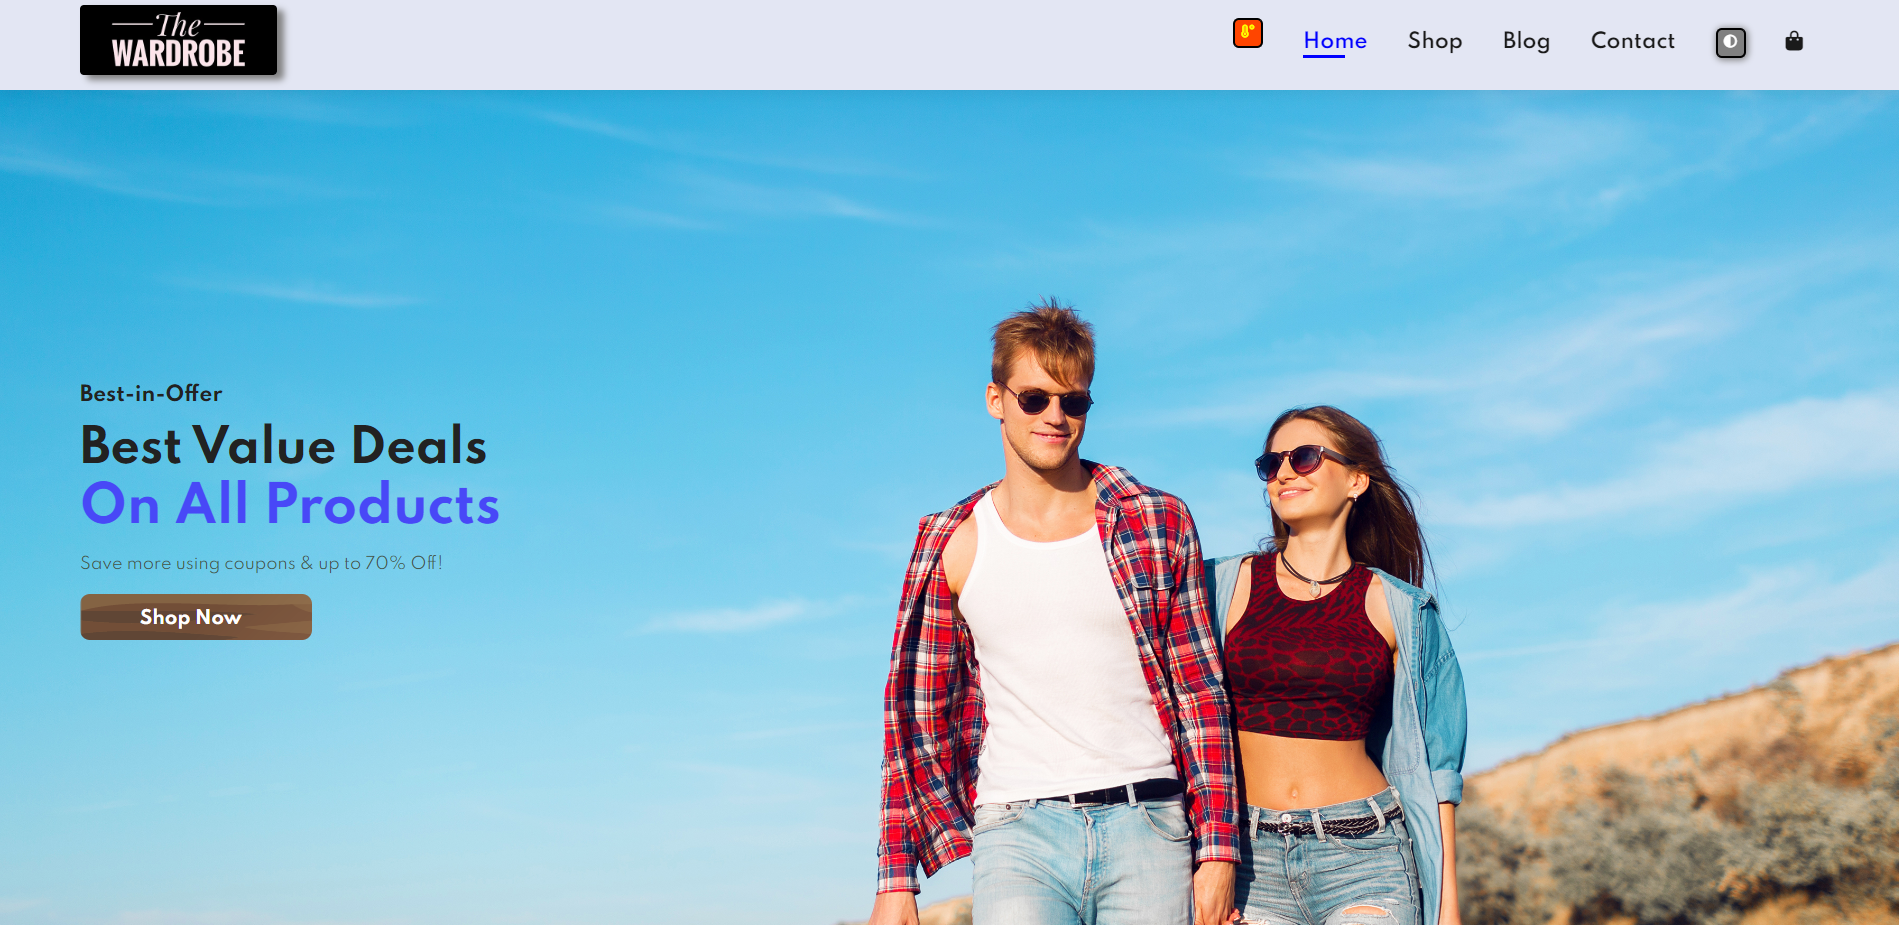 The
WARDROBE
Home
Shop
Blog
Contact
Best-in-Offer
Best Value Deals
On All Products
Save more using coupons & up to 70% Off!
Shop Now